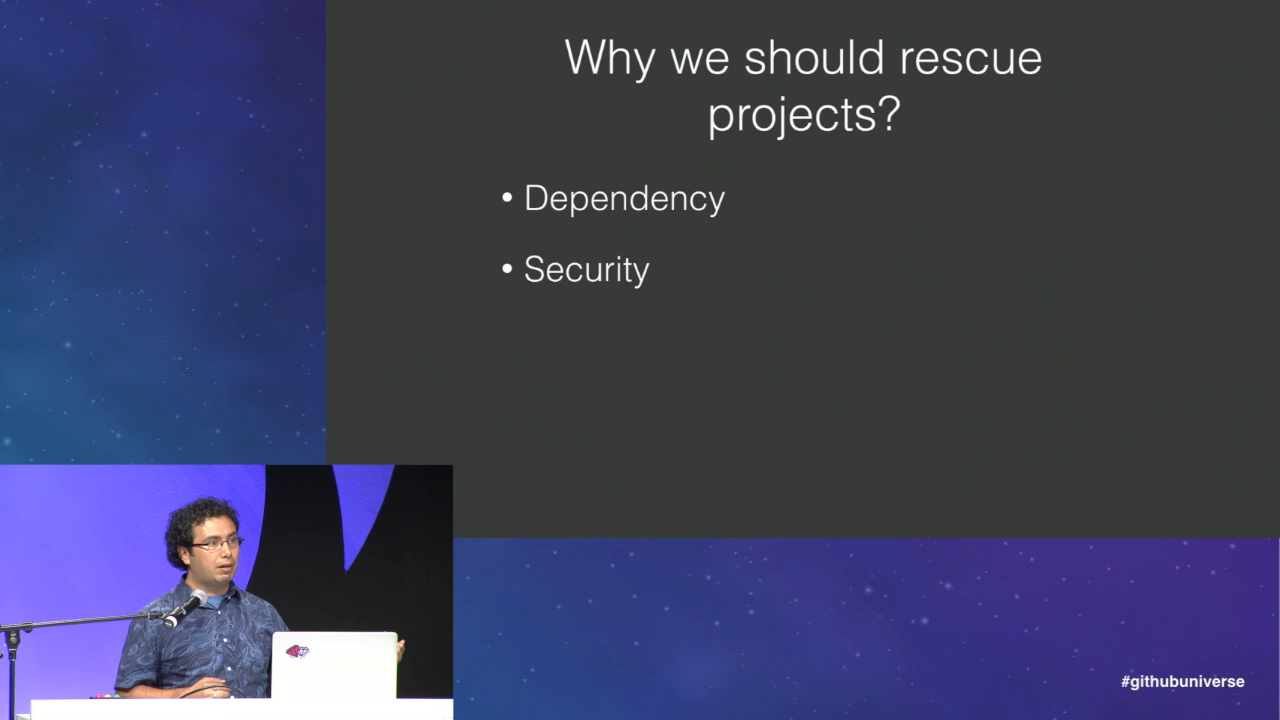 Why we should rescue
projects?
• Dependency
• Security
#githubuniverse